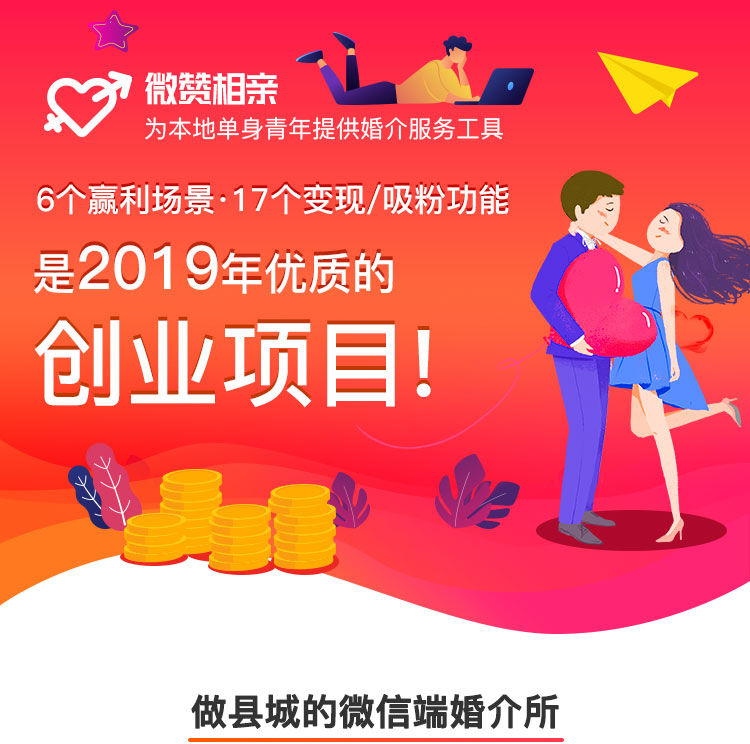 微赞相亲
为本地单身青年提供婚介服务工具
6个赢利场景·17个变现/吸粉功能
是2019年优质的
创业项目!
做县城的微信端婚介所